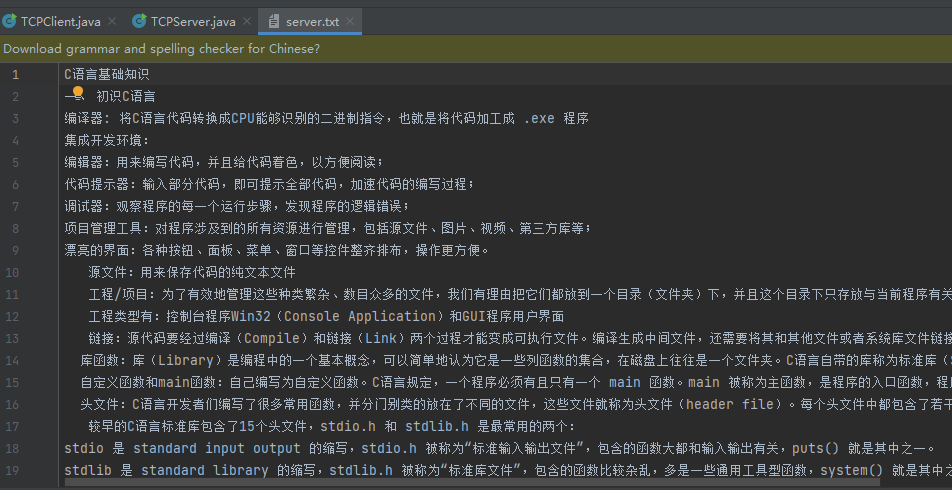 TCPClient.java TCPServer.java server.txt
Download grammar and spelling checker for Chinese?
1 C语言基础知识
2 一、 初识C语言
3 编译器: 将C语言代码转换成CPU能够识别的二进制指令,也就是将代码加工成 .exe 程序
4 集成开发环境:
5 编辑器:用来编写代码,并且给代码着色,以方便阅读;
6 代码提示器:输入部分代码,即可提示全部代码,加速代码的编写过程;
7 调试器:观察程序的每一个运行步骤,发现程序的逻辑错误;
8 项目管理工具:对程序涉及到的所有资源进行管理,包括源文件、图片、视频、第三方库等;
9 漂亮的界面:各种按钮、面板、菜单、窗口等控件整齐排布,操作更方便。
10 源文件:用来保存代码的纯文本文件
11 工程/项目:为了有效地管理这些种类繁杂、数目众多的文件,我们有理由把它们都放到一个目录(文件夹)下,并且这个目录下只存放与当前程序有关
12 工程类型有:控制台程序Win32(Console Application)和GUI程序用户界面
13 链接:源代码要经过编译(Compile)和链接(Link)两个过程才能变成可执行文件。编译生成中间文件,还需要将其和其他文件或者系统库文件链接
14 库函数:库(Library)是编程中的一个基本概念,可以简单地认为它是一些列函数的集合,在磁盘上往往是一个文件夹。C语言自带的库称为标准库(
15 自定义函数和main函数:自己编写为自定义函数。C语言规定,一个程序必须有且只有一个 main 函数。main 被称为主函数,是程序的入口函数,程
16 头文件:C语言开发者们编写了很多常用函数,并分门别类的放在了不同的文件,这些文件就称为头文件(header file)。每个头文件中都包含了若干
17 较早的C语言标准库包含了15个头文件,stdio.h 和 stdlib.h 是最常用的两个:
18 stdio 是 standard input output 的缩写,stdio.h 被称为“标准输入输出文件”,包含的函数大都和输入输出有关,puts() 就是其中之一。
19 stdlib 是 standard library 的缩写,stdlib.h 被称为“标准库文件”,包含的函数比较杂乱,多是一些通用工具型函数,system() 就是其中之